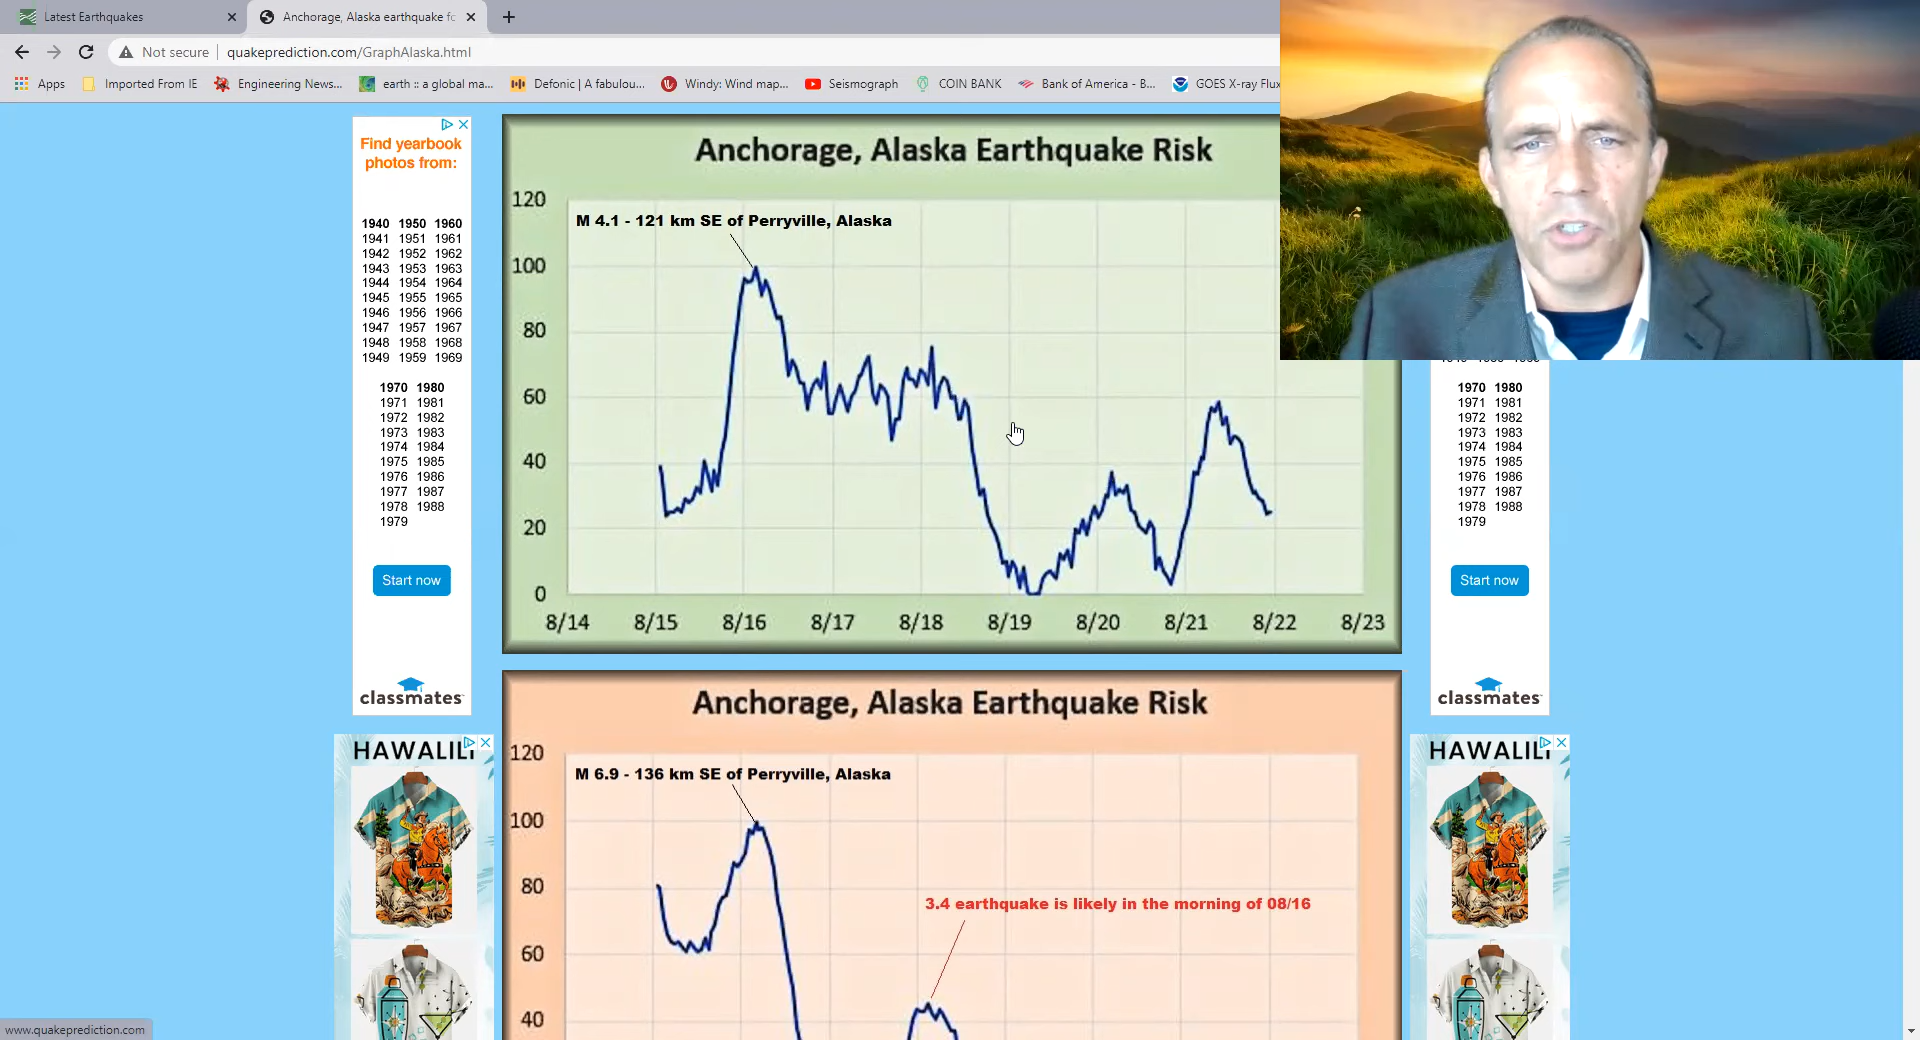 Latest Earthquakes
Anchorage, Alaska earthquake fo
Not secure
quakeprediction.com/GraphAlaska.html
Apps
Imported From IE
Engineering News...
earth :: a global ma...
Defonic | A fabulou...
Windy: Wind map,...
Seismograph
COIN BANK
Bank of America - B...
GOES X-ray Flux
Find yearbook
photos from:
1940 1950 1960
1941 1951 1961
1942 1952 1962
1943 1953 1963
1944 1954 1964
1945 1955 1965
1946 1956 1966
1947 1957 1967
1948 1958 1968
1949 1959 1969
1970 1980
1971 1981
1972 1982
1973 1983
1974 1984
1975 1985
1976 1986
1977 1987
1978 1988
1979
Start now
classmates
HAWALILI
Anchorage, Alaska Earthquake Risk
M 4.1 - 121 km SE of Perryville, Alaska
120
100
80
60
40
20
0
8/14 8/15 8/16 8/17 8/18 8/19 8/20 8/21 8/22 8/23
Anchorage, Alaska Earthquake Risk
M 6.9 - 136 km SE of Perryville, Alaska
3.4 earthquake is likely in the morning of 08/16
120
100
80
60
40
1970 1980
1971 1981
1972 1982
1973 1983
1974 1984
1975 1985
1976 1986
1977 1987
1978 1988
1979
Start now
classmates
HAWALILI
www.quakeprediction.com